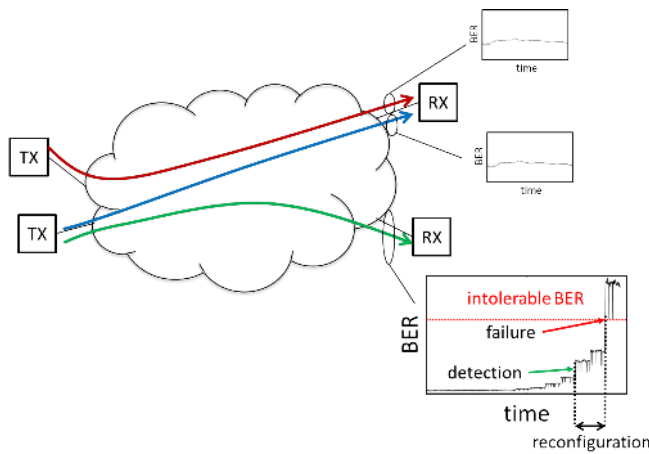 BER
time
RX
TX
BER
time
TX
RX
BER
intolerable BER
failure
detection
time
reconfiguration